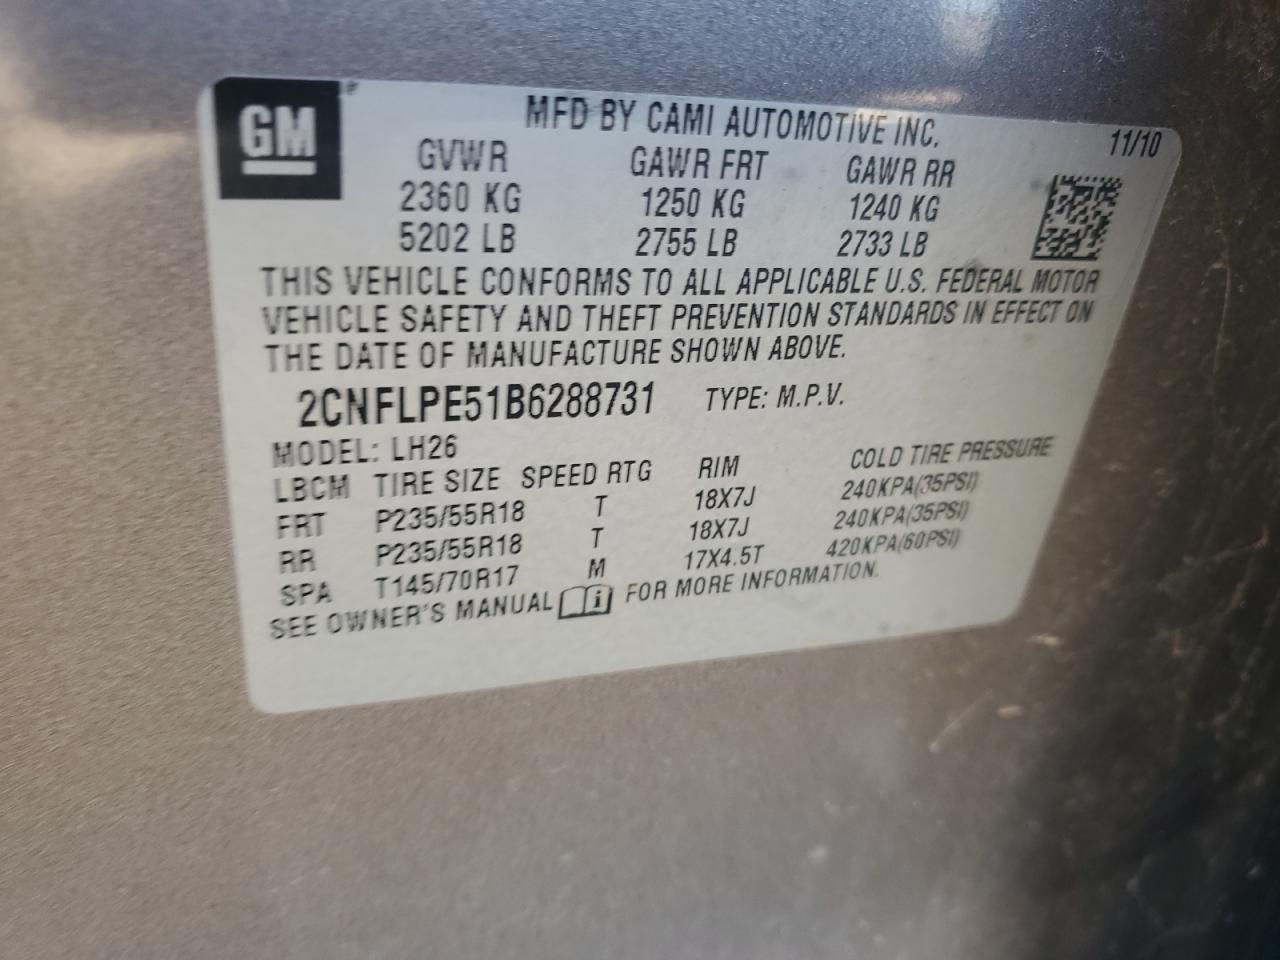 GM
MFD BY CAMI AUTOMOTIVE INC.
11/10
GVWR GAWR FRT GAWR RR
2360 KG 1250 KG 1240 KG
5202 LB 2755 LB 2733 LB
THIS VEHICLE CONFORMS TO ALL APPLICABLE U.S. FEDERAL MOTOR
VEHICLE SAFETY AND THEFT PREVENTION STANDARDS IN EFFECT ON
THE DATE OF MANUFACTURE SHOWN ABOVE.
2CNFLPE51B6288731 TYPE: M.P.V.
MODEL: LH26
LBCM TIRE SIZE SPEED RTG RIM COLD TIRE PRESSURE
FRT P235/55R18 T 18X7J 240KPA(35PSI)
RR P235/55R18 T 18X7J 240KPA(35PSI)
SPA T145/70R17 M 17X4.5T 420KPA(60PSI)
SEE OWNER'S MANUAL i FOR MORE INFORMATION.